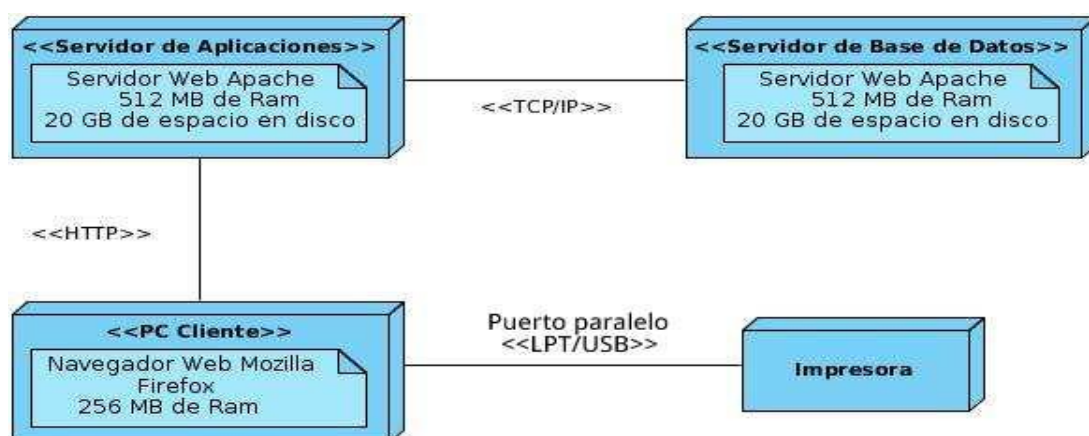 <<Servidor de Aplicaciones>>
Servidor Web Apache
512 MB de Ram
20 GB de espacio en disco
<<TCP/IP>>
<<Servidor de Base de Datos>>
Servidor Web Apache
512 MB de Ram
20 GB de espacio en disco
<<HTTP>>
<<PC Cliente>>
Navegador Web Mozilla
Firefox
256 MB de Ram
Puerto paralelo
<<LPT/USB>>
Impresora